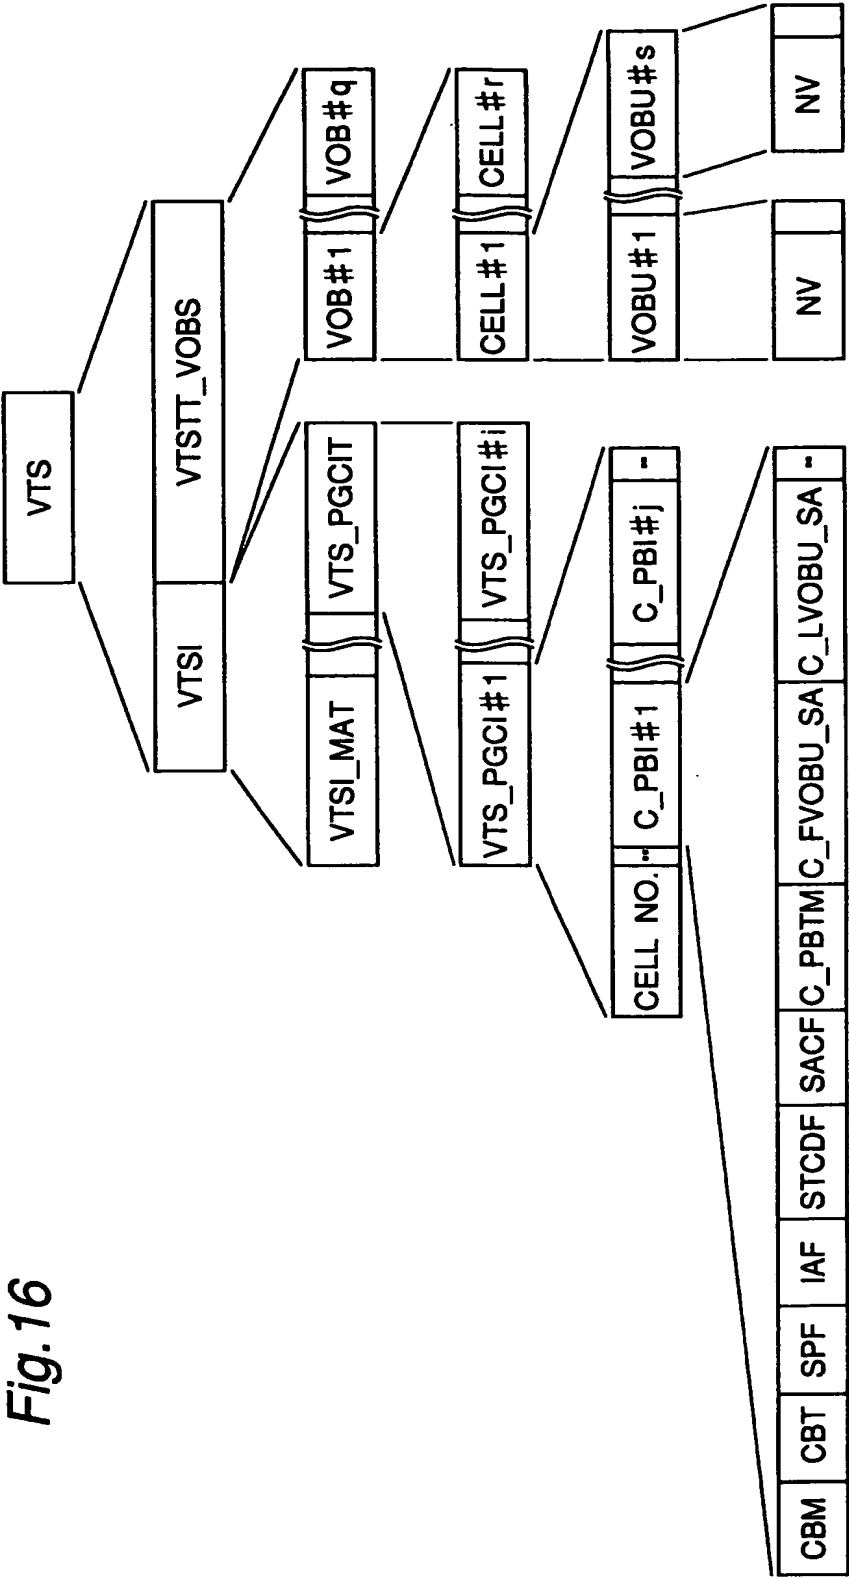 Fig.16
VTS
VTSI VTSTT_VOBS
VTSI_MAT VTS_PGCIT VOB#1 VOB#q
VTS_PGCI#1 VTS_PGCI#i CELL#1 CELL#r
CELL NO. -- C_PBI#1 C_PBI#j -- VOBU#1 VOBU#s
CBM CBT SPF IAF STCDF SACF C_PBTM C_FVOBU_SA C_LVOBU_SA -- NV NV